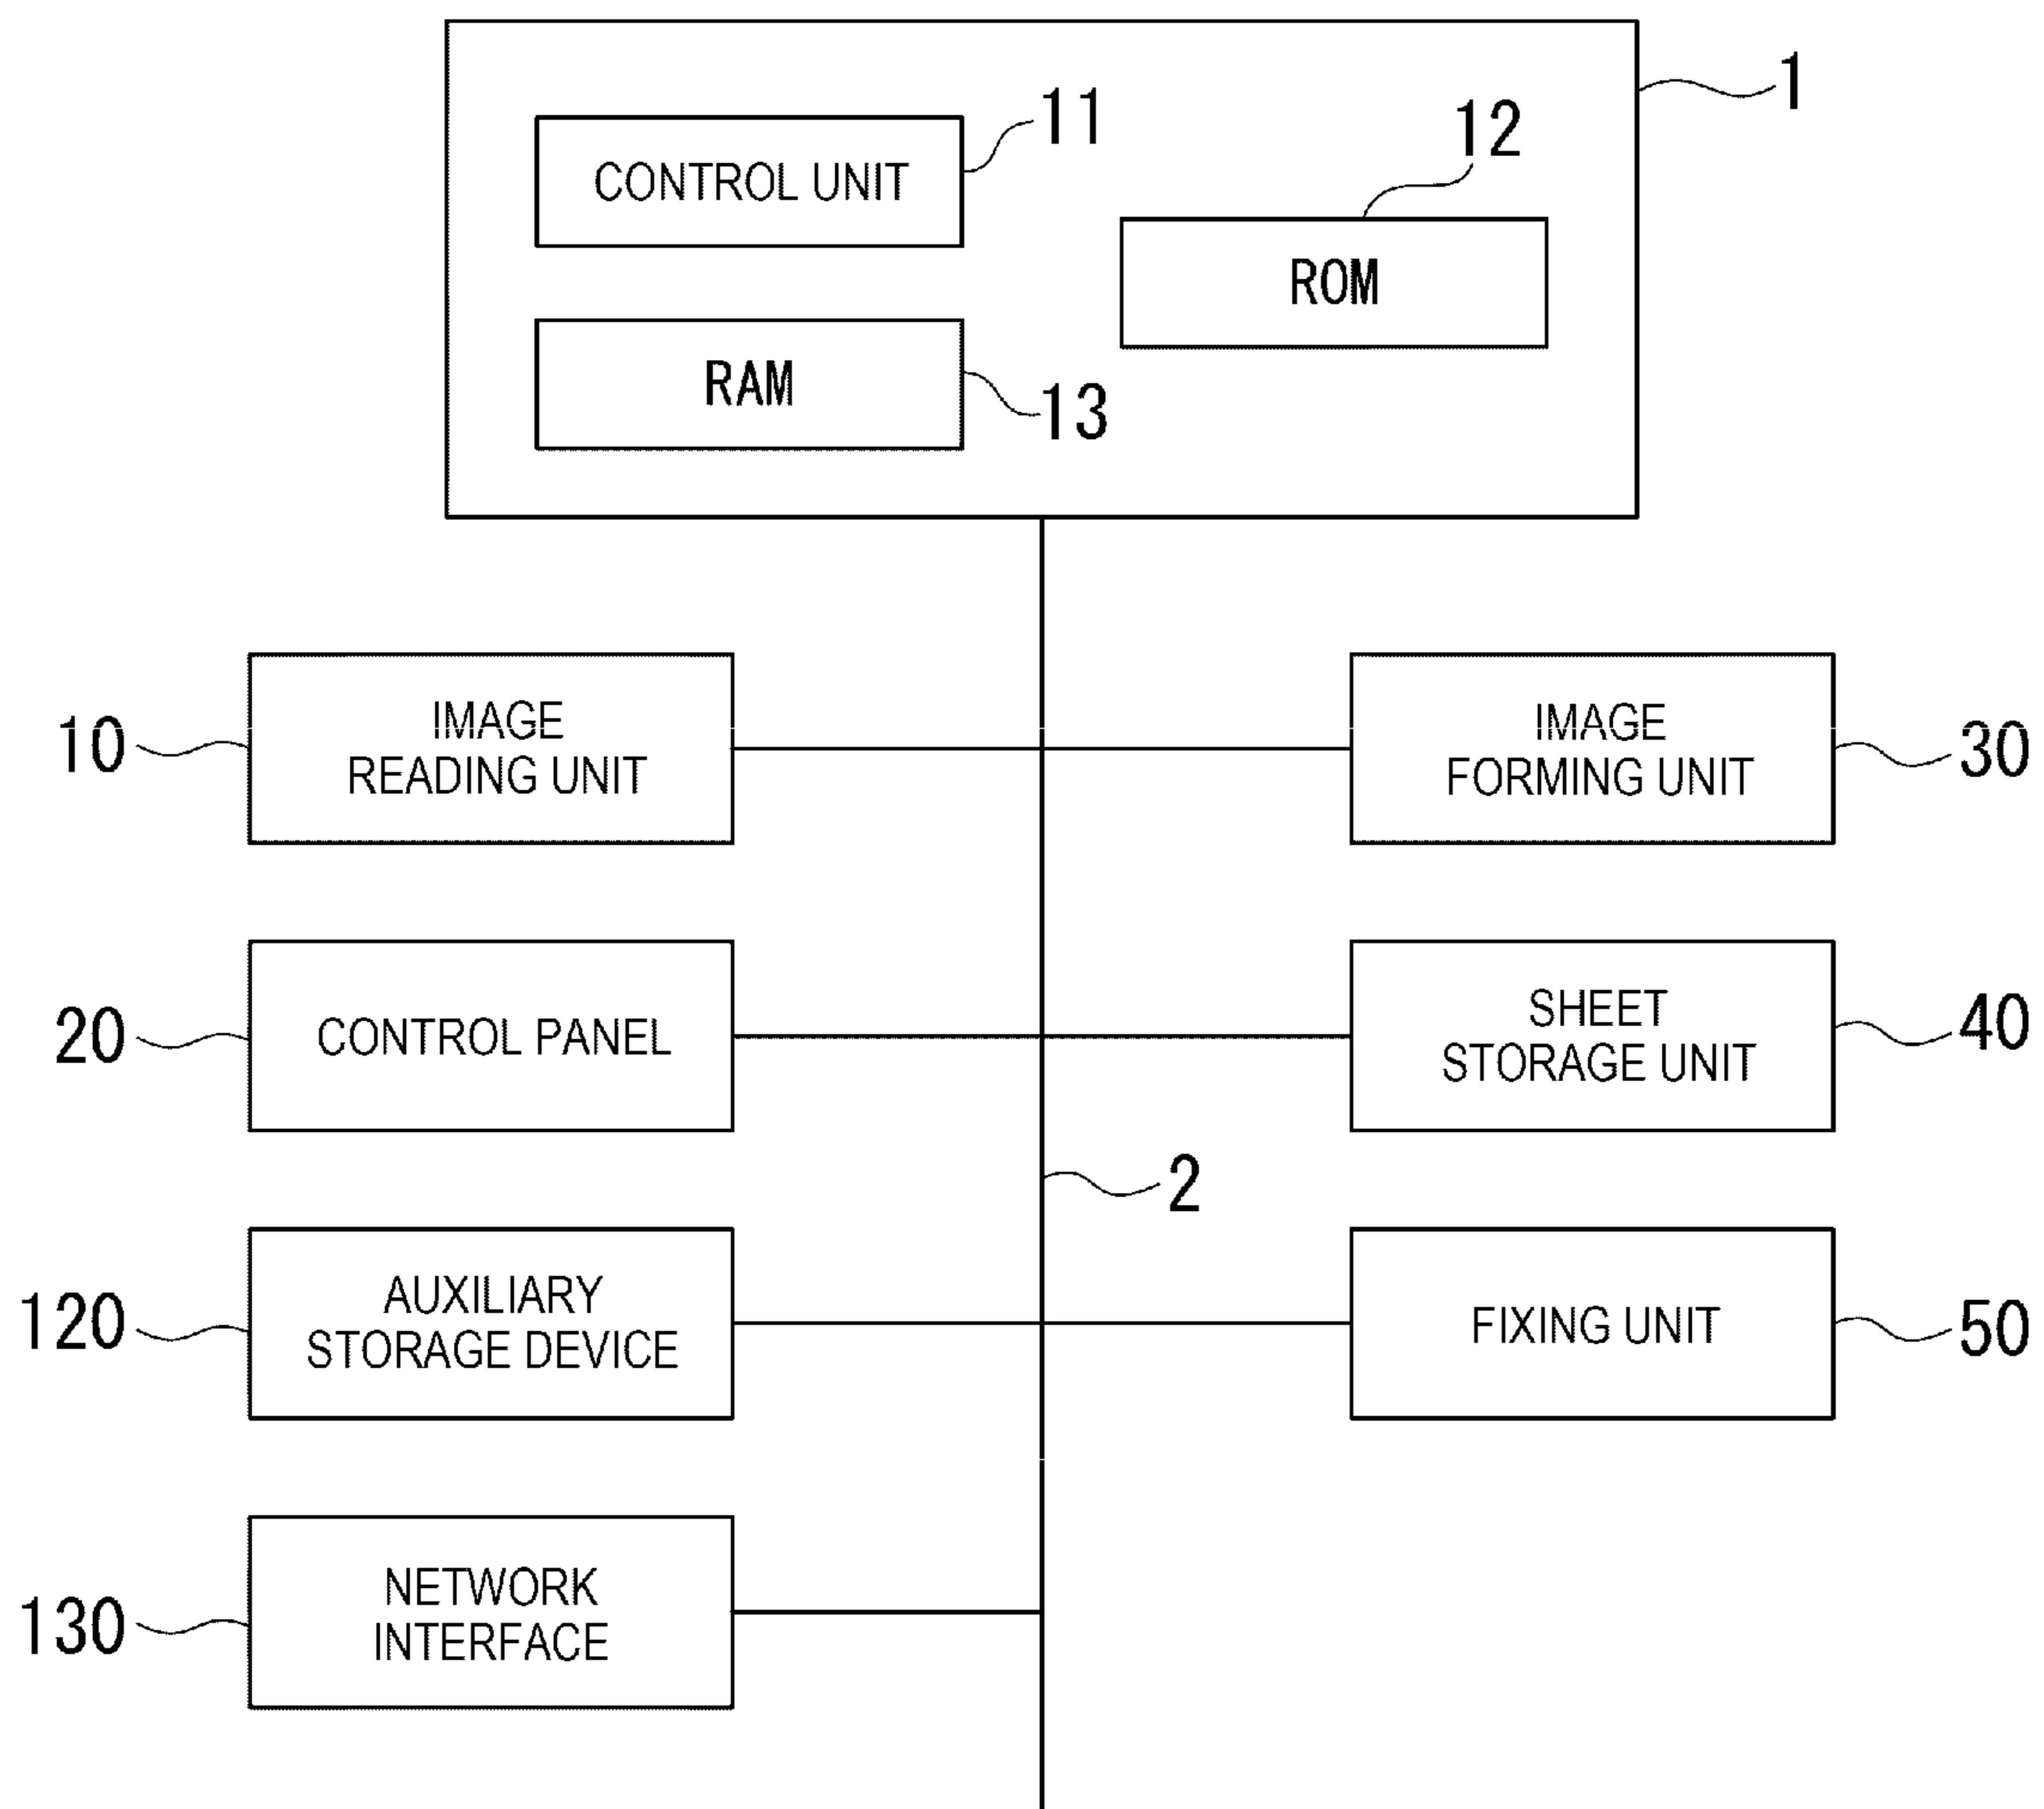 1
11
CONTROL UNIT
12
ROM
RAM
13
10
IMAGE
READING UNIT
IMAGE
FORMING UNIT
30
20
CONTROL PANEL
SHEET
STORAGE UNIT
40
2
120
AUXILIARY
STORAGE DEVICE
FIXING UNIT
50
130
NETWORK
INTERFACE